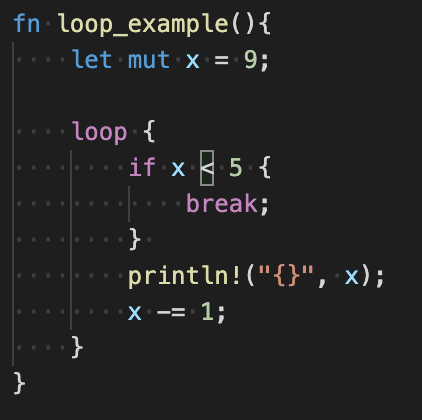 fn loop_example(){
    let mut x = 9;

    loop {
        if x < 5 {
            break;
        }
        println!("{}", x);
        x -= 1;
    }
}